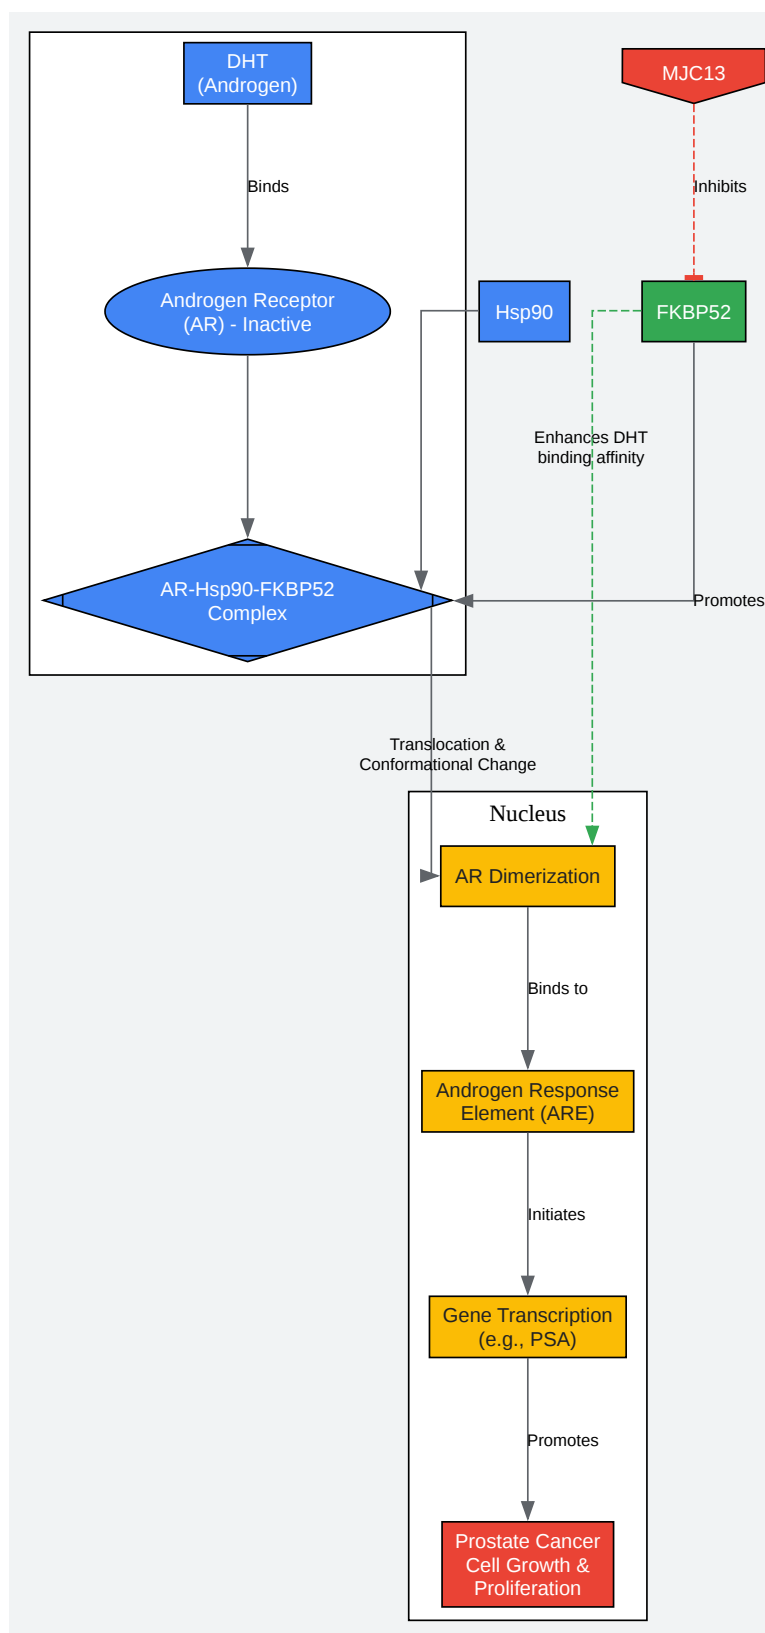 DHT
(Androgen)
MJC13
Binds
Inhibits
Androgen Receptor
(AR) - Inactive
Hsp90
FKBP52
Enhances DHT
binding affinity
AR-Hsp90-FKBP52
Complex
Promotes
Translocation &
Conformational Change
Nucleus
AR Dimerization
Binds to
Androgen Response
Element (ARE)
Initiates
Gene Transcription
(e.g., PSA)
Promotes
Prostate Cancer
Cell Growth &
Proliferation